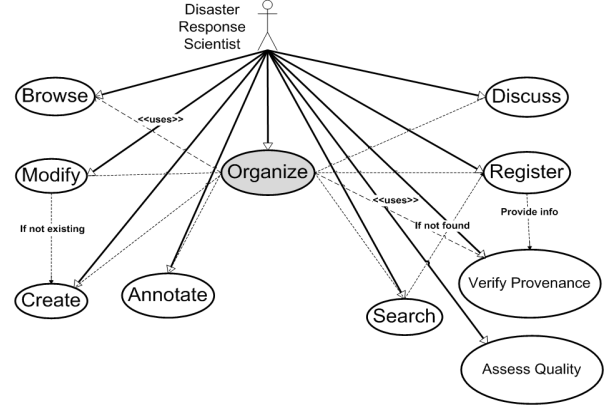 Disaster
Response
Scientist
Browse
Discuss
<<uses>>
Modify
Organize
Register
<<uses>>
Provide info
If not existing
If not found
Verify Provenance
Create
Annotate
Search
Assess Quality